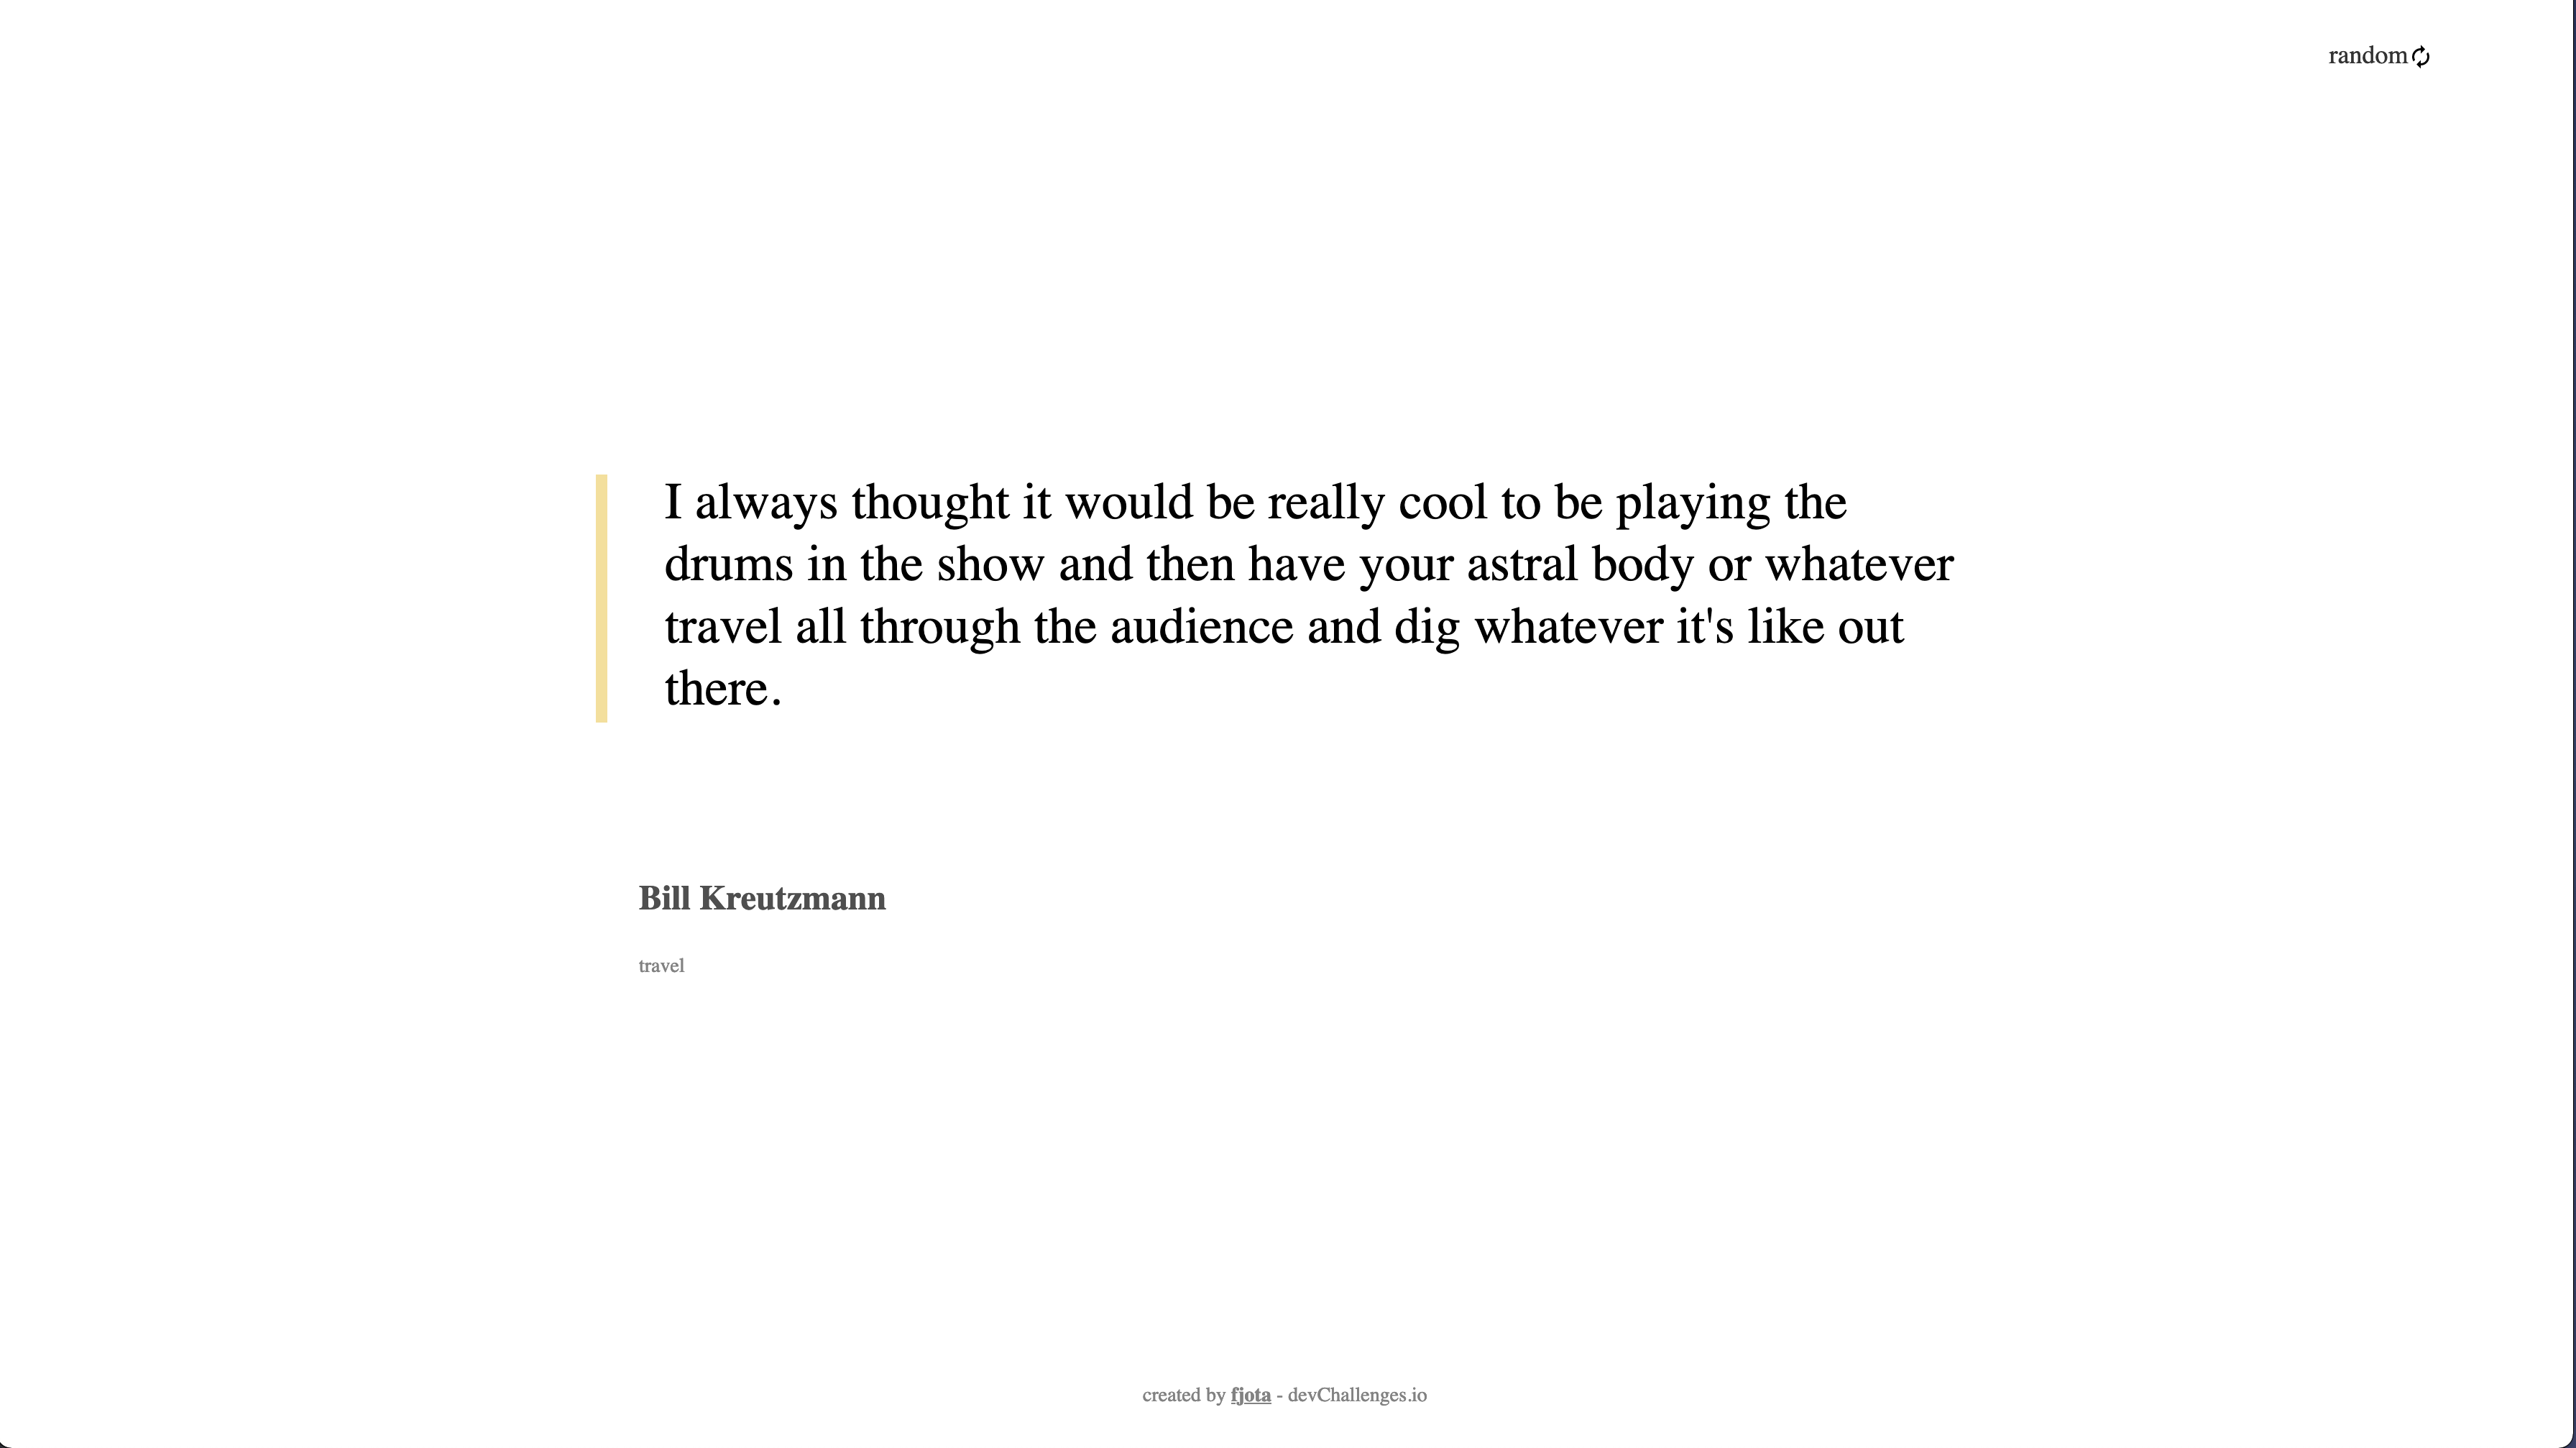 random
I always thought it would be really cool to be playing the
drums in the show and then have your astral body or whatever
travel all through the audience and dig whatever it's like out
there.
Bill Kreutzmann
travel
created by fjota - devChallenges.io